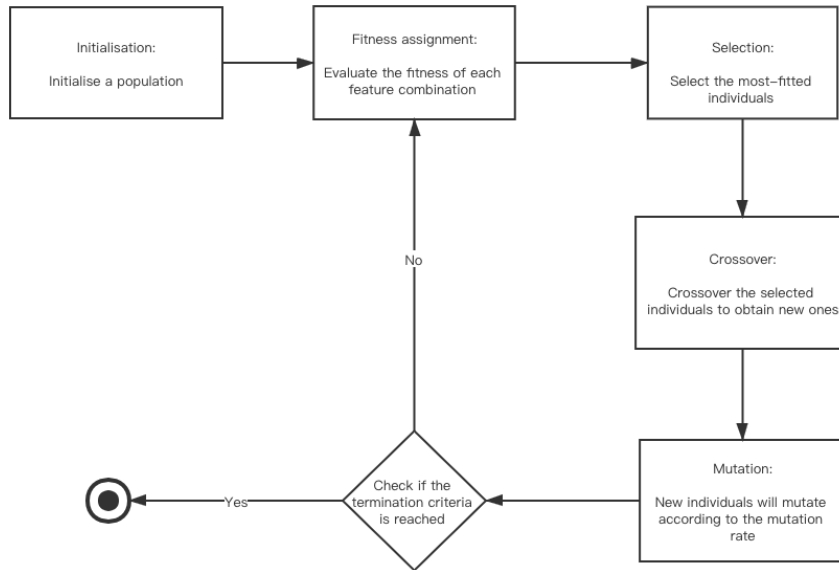 Initialisation:
Initialise a population
Fitness assignment:
Evaluate the fitness of each
feature combination
Selection:
Select the most-fitted
individuals
Crossover:
Crossover the selected
individuals to obtain new ones
No
Mutation:
New individuals will mutate
according to the mutation
rate
Check if the
termination criteria
is reached
Yes